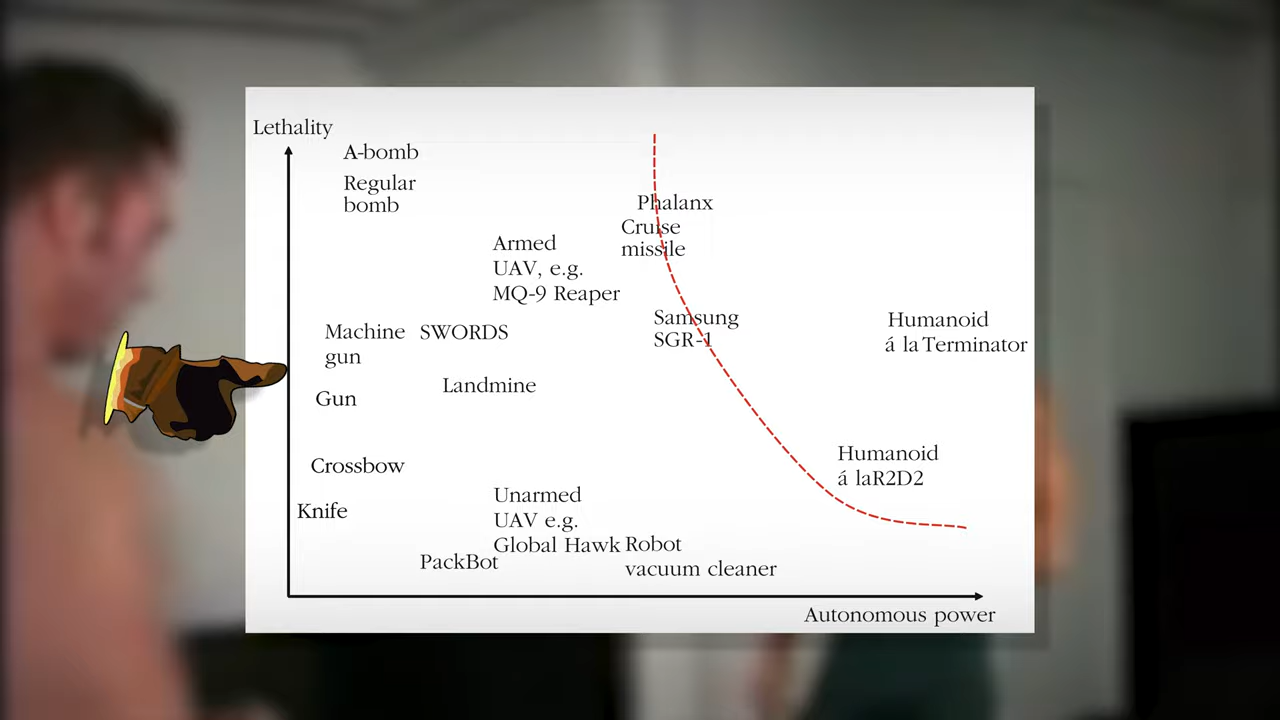 Lethality
A-bomb
Regular
bomb
Phalanx
Cruise
missile
Armed
UAV, e.g.
MQ-9 Reaper
Machine
gun
SWORDS
Samsung
SGR-1
Humanoid
á la Terminator
Landmine
Gun
Crossbow
Humanoid
á laR2D2
Knife
Unarmed
UAV e.g.
Global Hawk
PackBot
Robot
vacuum cleaner
Autonomous power